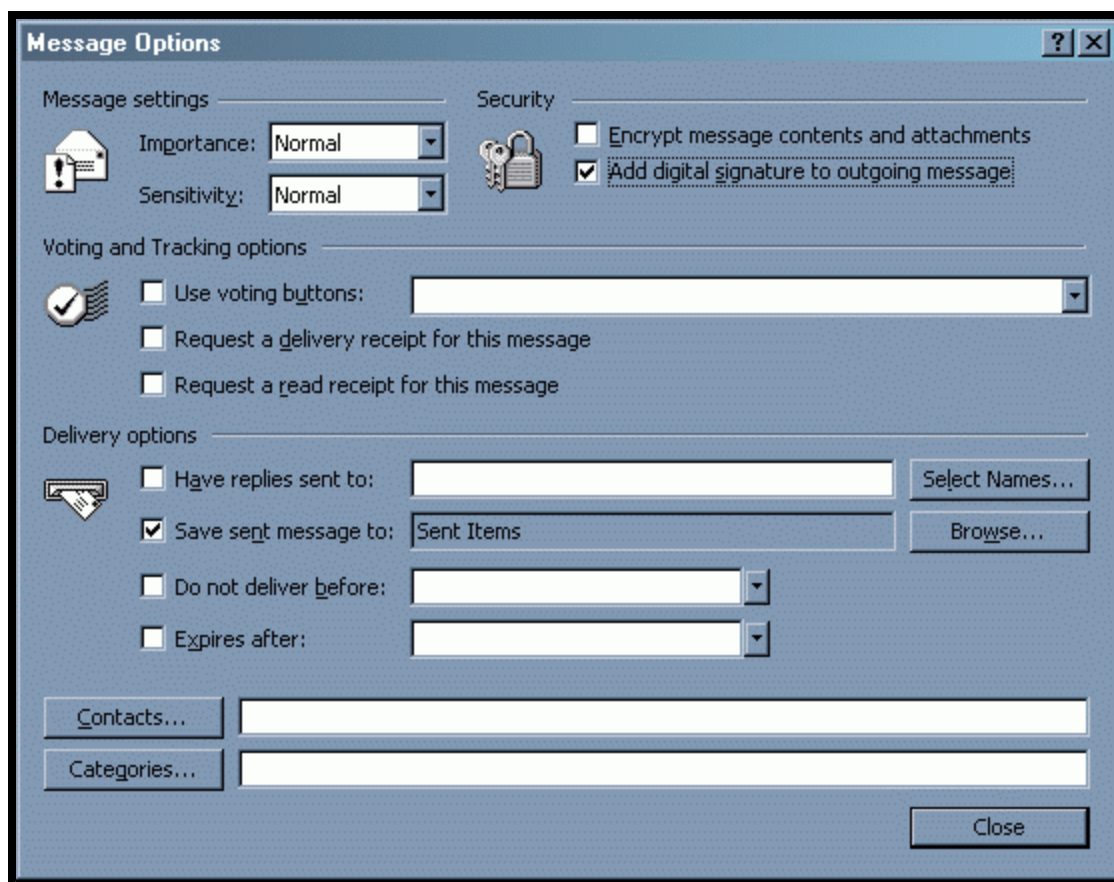 Message Options
Message settings
Importance: Normal
Sensitivity: Normal
Security
Encrypt message contents and attachments
Add digital signature to outgoing message
Voting and Tracking options
Use voting buttons:
Request a delivery receipt for this message
Request a read receipt for this message
Delivery options
Have replies sent to: Select Names...
Save sent message to: Sent Items Browse...
Do not deliver before:
Expires after:
Contacts...
Categories...
Close